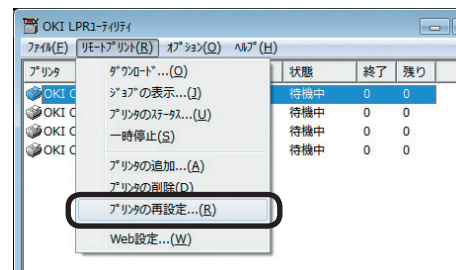 OKI LPRﾕｰﾃｨﾘﾃｨ
ﾌｧｲﾙ(F) ﾘﾓｰﾄﾌﾟﾘﾝﾄ(R) ｵﾌﾟｼｮﾝ(O) ﾍﾙﾌﾟ(H)
ﾌﾟﾘﾝﾀ 状態 終了 残り
OKI C 待機中 0 0
OKI C 待機中 0 0
OKI C 待機中 0 0
OKI C 待機中 0 0
ﾀﾞｳﾝﾛｰﾄﾞ...(O)
ｼﾞｮﾌﾞの表示...(J)
ﾌﾟﾘﾝﾀのｽﾃｰﾀｽ...(U)
一時停止(S)
ﾌﾟﾘﾝﾀの追加...(A)
ﾌﾟﾘﾝﾀの削除(D)
ﾌﾟﾘﾝﾀの再設定...(R)
Web設定...(W)